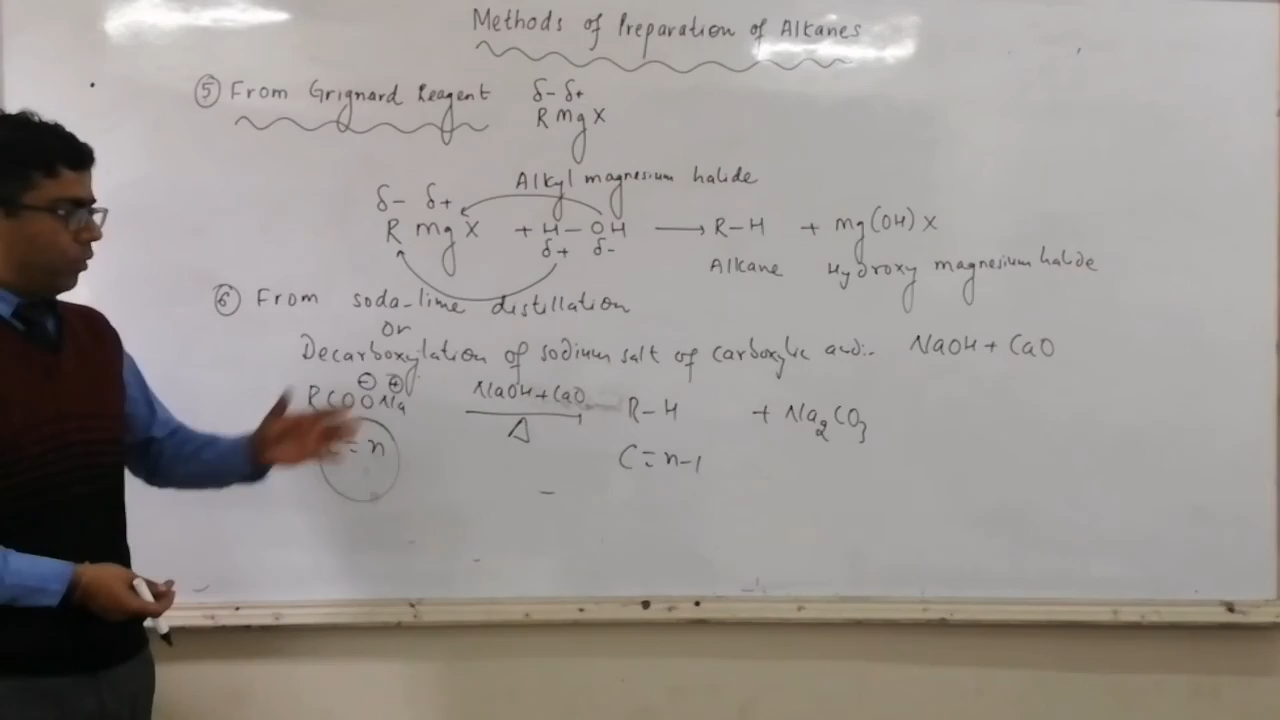 Methods of Preparation of Alkanes
⑤ From Grignard Reagent
δ- δ+
R Mg X
Alkyl magnesium halide
δ- δ+
R Mg X + H - OH ⟶ R-H + Mg(OH)X
δ+ δ-
Alkane Hydroxy magnesium halide
⑥ From soda-lime distillation
or
Decarboxylation of sodium salt of carboxylic NaOH + CaO
⊖ ⊕
RCOONa NaOH+CaO R-H + Na₂CO₃
Δ
= n C = n-1